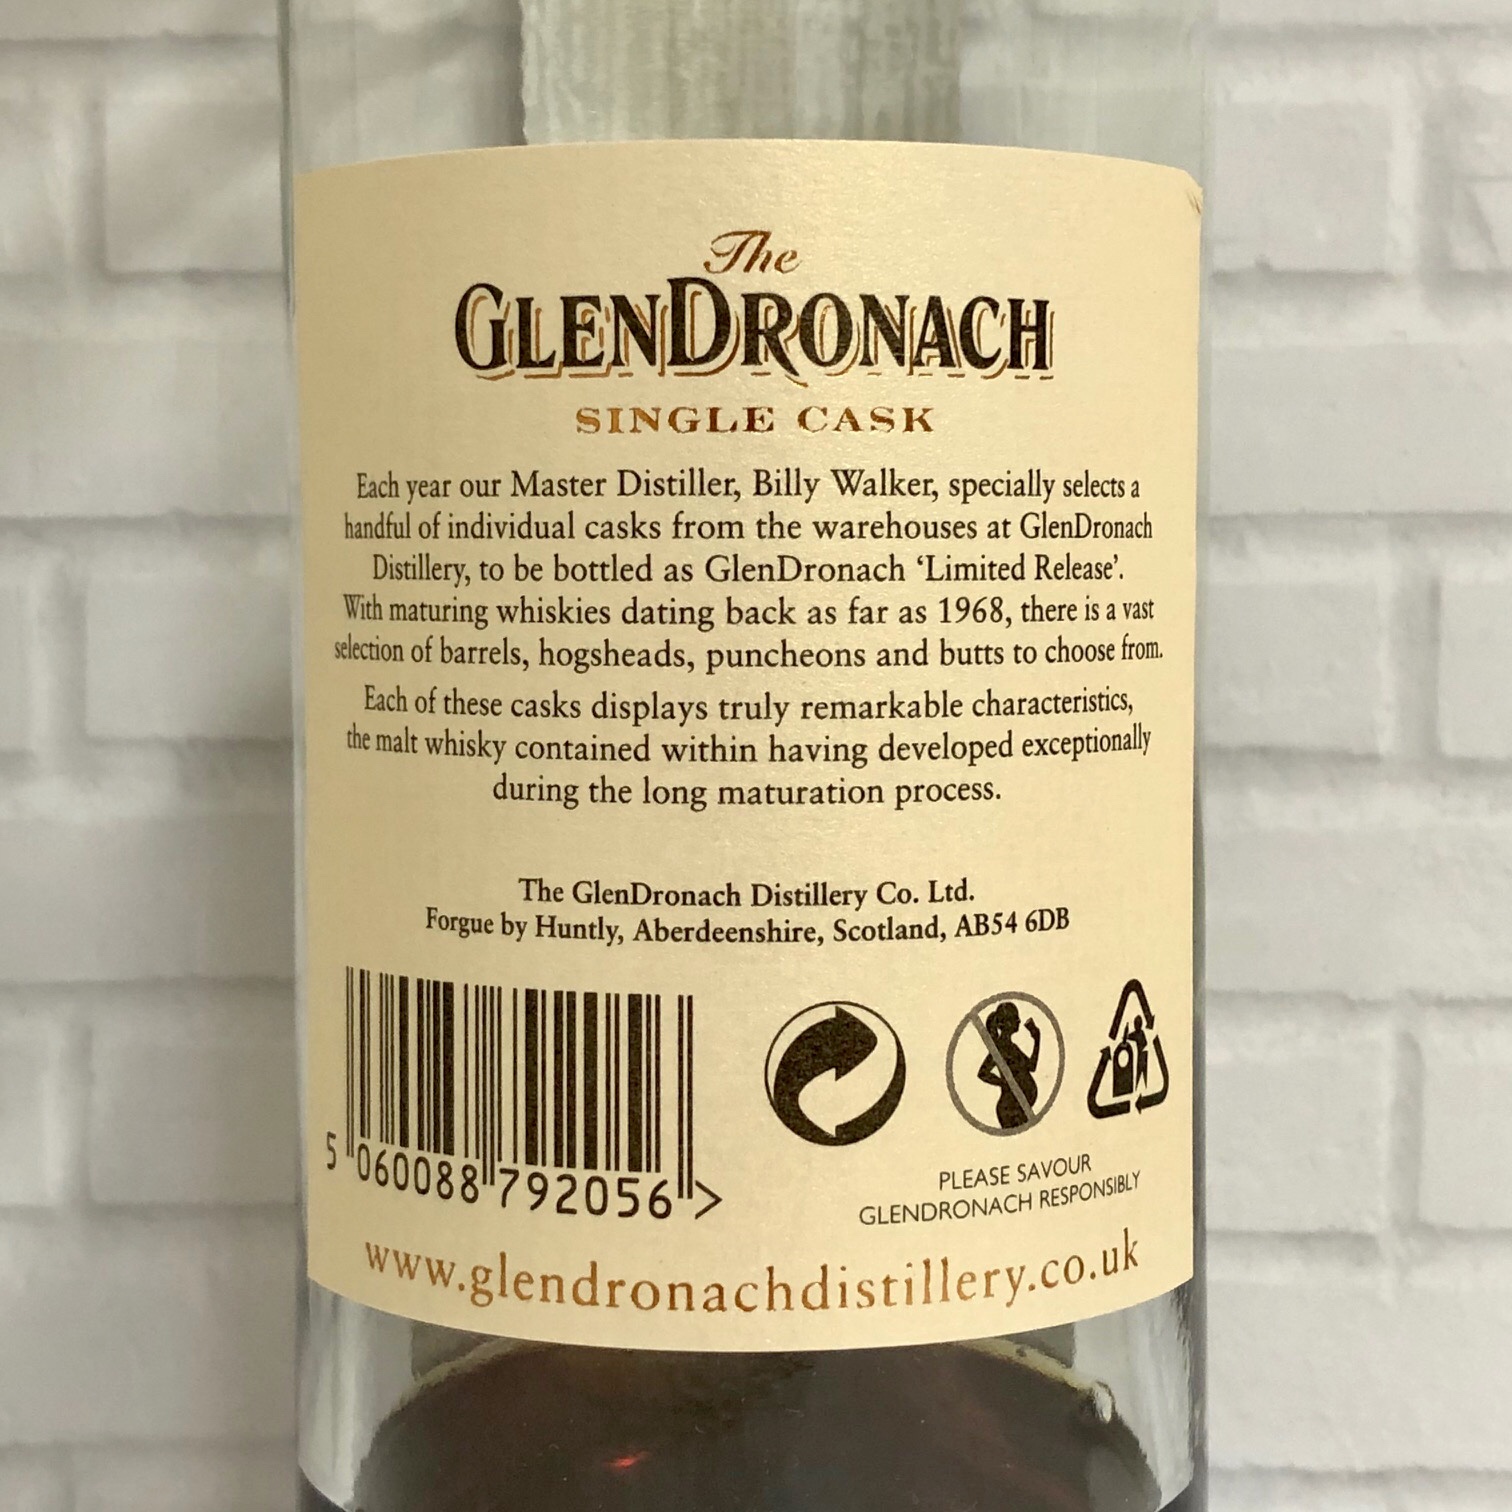 The
GLENDRONACH
SINGLE CASK
Each year our Master Distiller, Billy Walker, specially selects a
handful of individual casks from the warehouses at GlenDronach
Distillery, to be bottled as GlenDronach ‘Limited Release’.
With maturing whiskies dating back as far as 1968, there is a vast
selection of barrels, hogsheads, puncheons and butts to choose from.
Each of these casks displays truly remarkable characteristics,
the malt whisky contained within having developed exceptionally
during the long maturation process.
The GlenDronach Distillery Co. Ltd.
Forgue by Huntly, Aberdeenshire, Scotland, AB54 6DB
5 060088 792056 >
PLEASE SAVOUR
GLENDRONACH RESPONSIBLY
www.glendronachdistillery.co.uk